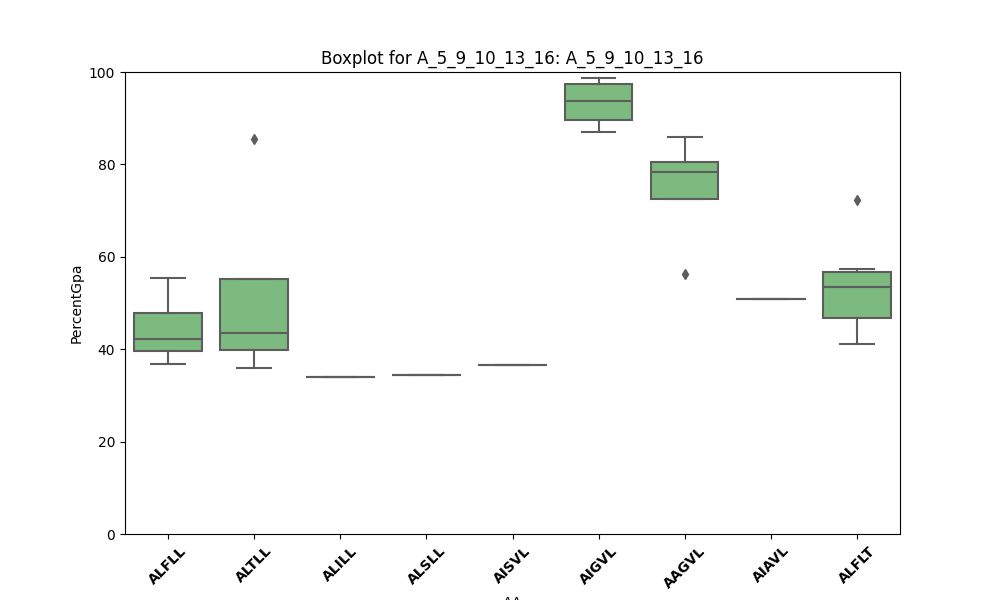 Boxplot for A_5_9_10_13_16: A_5_9_10_13_16
100
80
60
40
20
0
PercentGpa
ALFLL
ALTLL
ALILL
ALSLL
AISVL
AIGVL
AAGVL
AIAVL
ALFLT